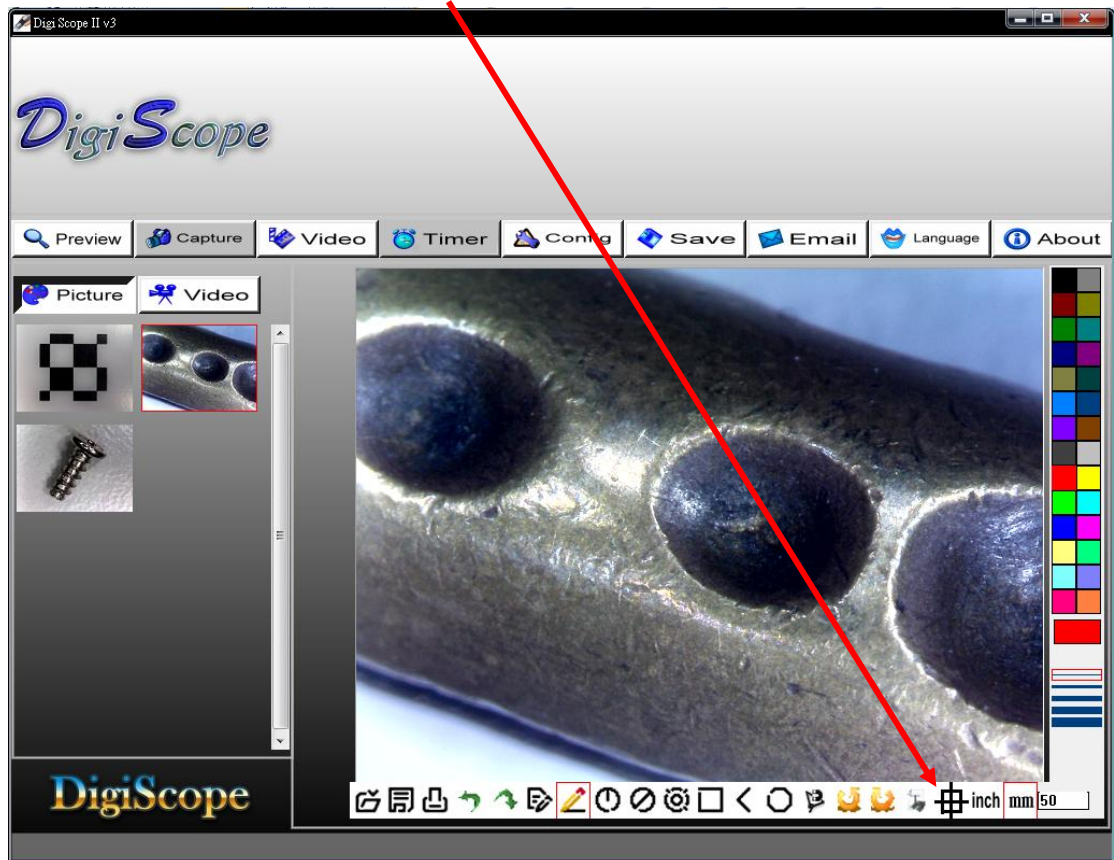 Digi Scope II v3
DigiScope
Preview Capture Video Timer Config Save Email Language About
Picture Video
DigiScope
inch mm 50